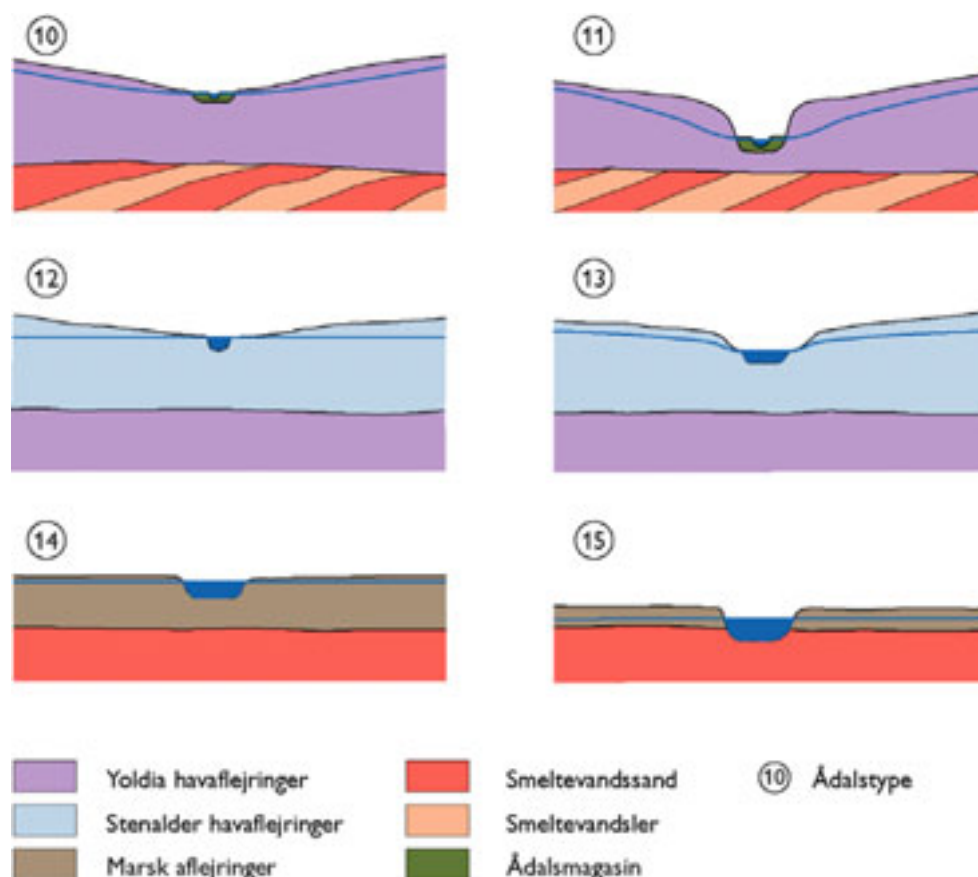 10
11
12
13
14
15
Yoldia havaflejringer
Stenalder havaflejringer
Marsk aflejringer
Smeltevandssand
Smeltevandsler
Ådalsmagasin
10 Ådalstype